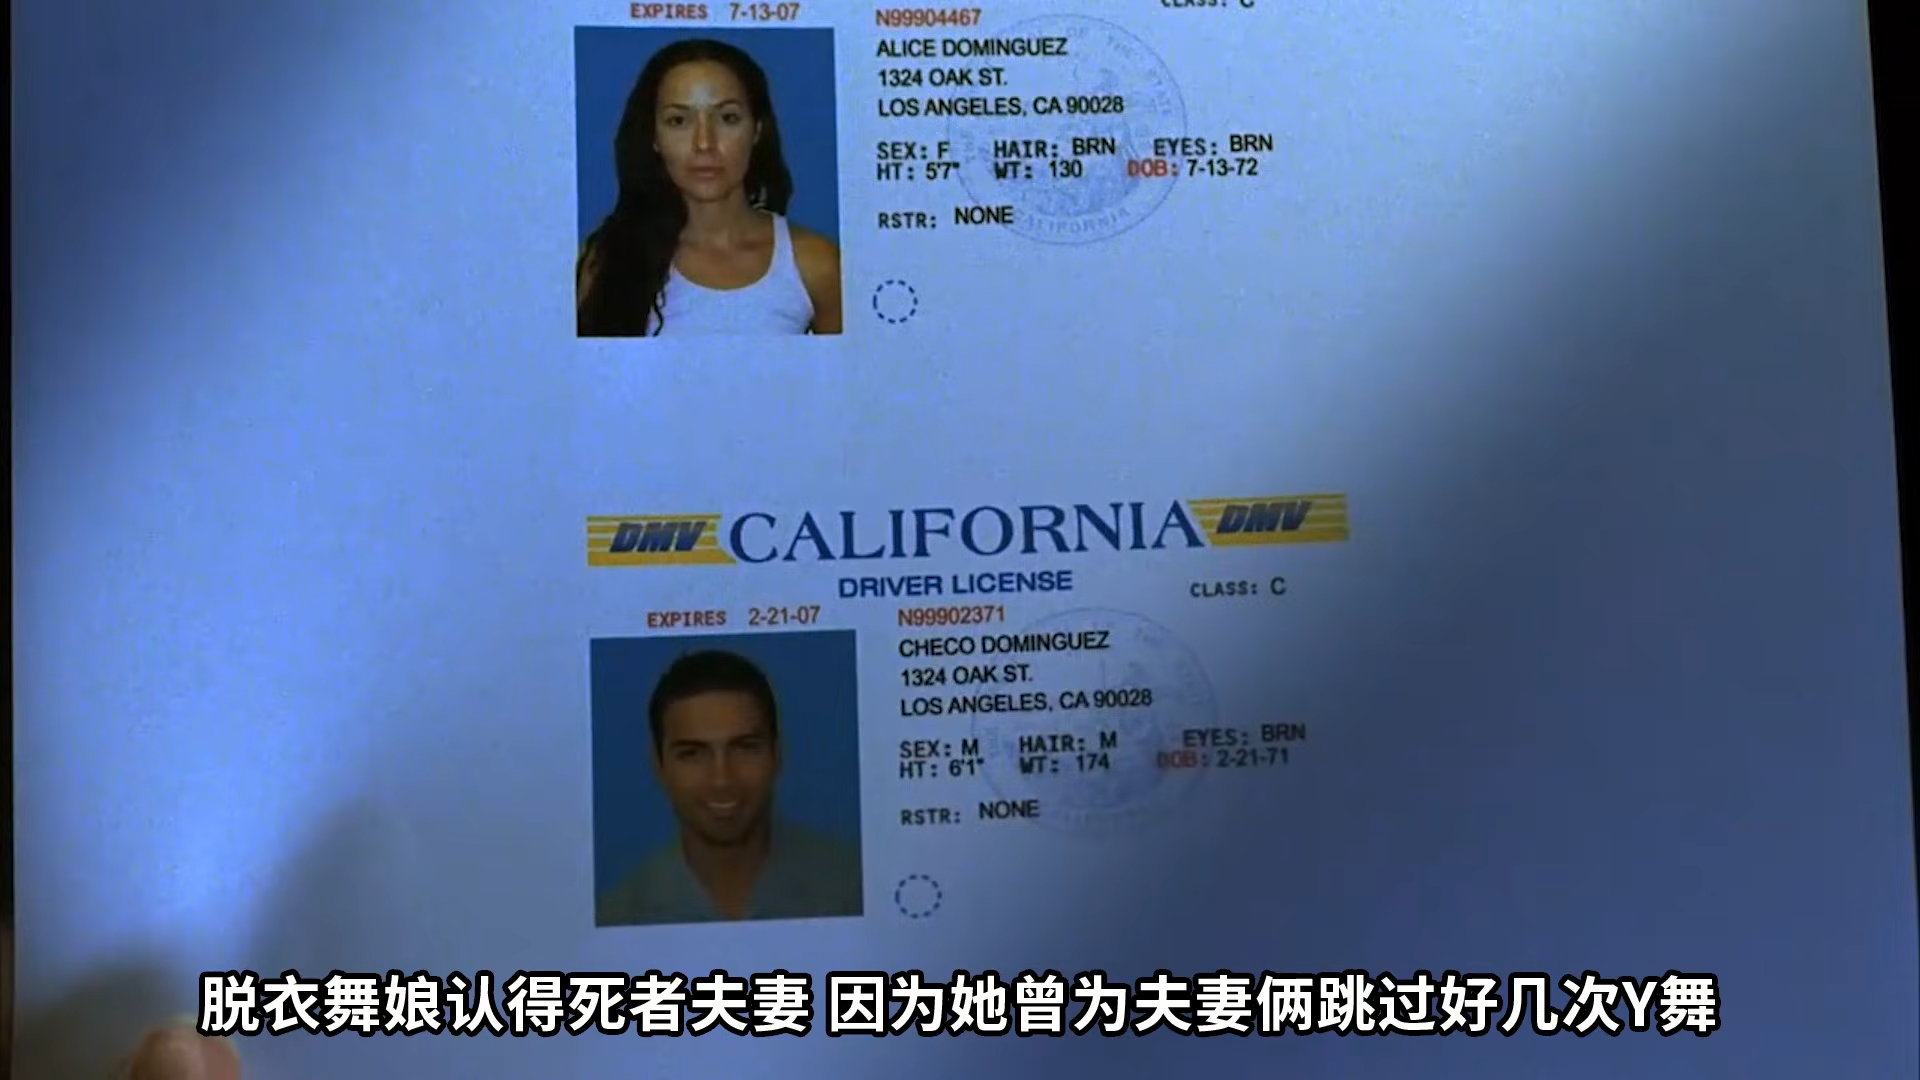 CLASS: C
EXPIRES 7-13-07
N99904467
ALICE DOMINGUEZ
1324 OAK ST.
LOS ANGELES, CA 90028
SEX: F HAIR: BRN EYES: BRN
HT: 5'7" WT: 130 DOB: 7-13-72
RSTR: NONE
CALIFORNIA
DMV CALIFORNIA DMV
DRIVER LICENSE
CLASS: C
EXPIRES 2-21-07
N99902371
CHECO DOMINGUEZ
1324 OAK ST.
LOS ANGELES, CA 90028
SEX: M HAIR: M EYES: BRN
HT: 6'1" WT: 174 DOB: 2-21-71
RSTR: NONE
脱衣舞娘认得死者夫妻 因为她曾为夫妻俩跳过好几次Y舞